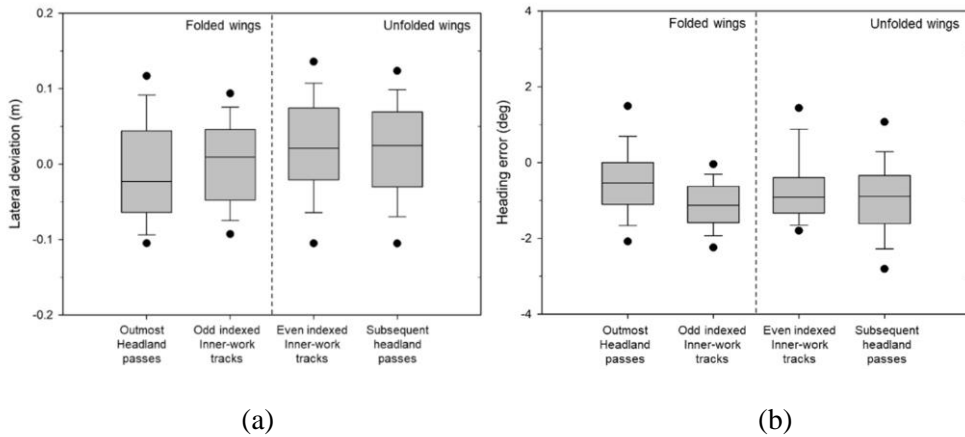 0.2
0.1
0.0
-0.1
-0.2
Lateral deviation (m)
Folded wings
Unfolded wings
Outmost
Headland
passes
Odd indexed
Inner-work
tracks
Even indexed
Inner-work
tracks
Subsequent
headland
passes
(a)
4
2
0
-2
-4
Heading error (deg)
Folded wings
Unfolded wings
Outmost
Headland
passes
Odd indexed
Inner-work
tracks
Even indexed
Inner-work
tracks
Subsequent
headland
passes
(b)